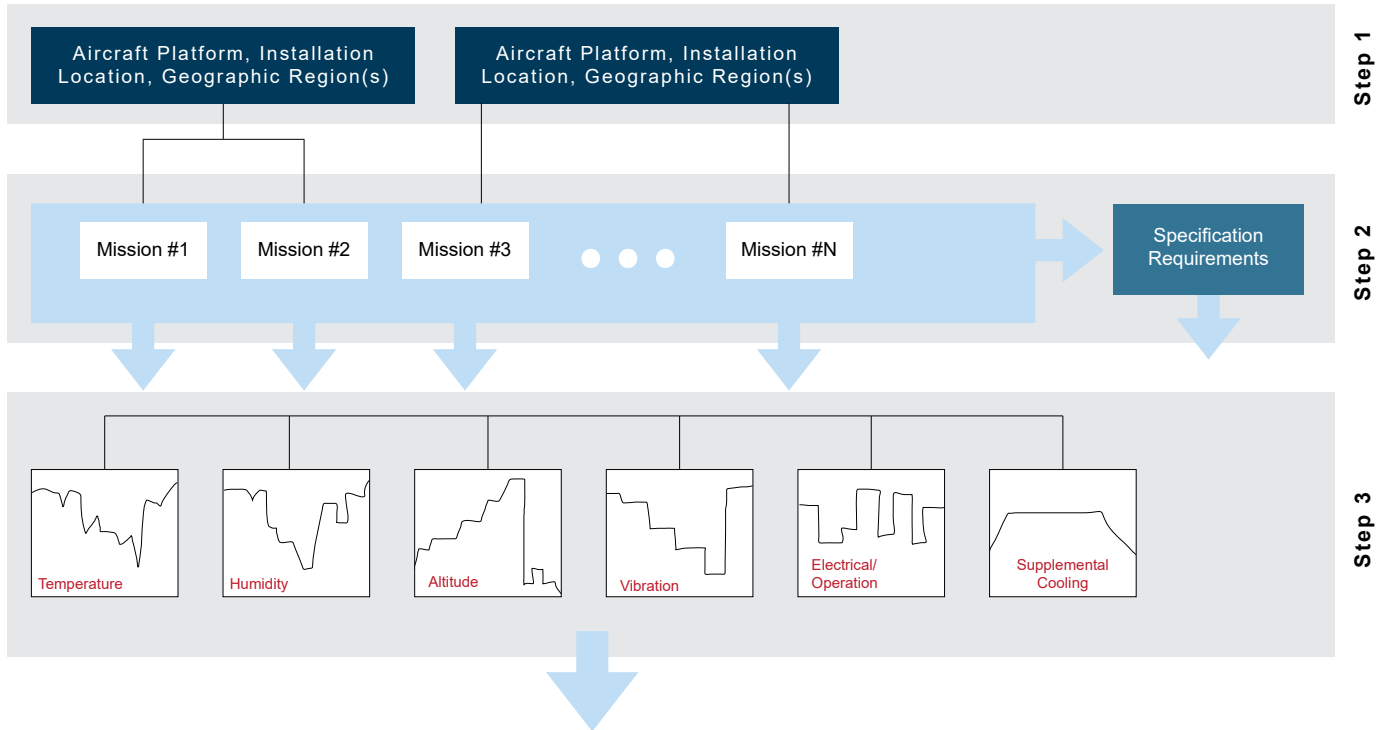 Aircraft Platform, Installation
Location, Geographic Region(s)
Aircraft Platform, Installation
Location, Geographic Region(s)
Step 1
Mission #1
Mission #2
Mission #3
Mission #N
Specification
Requirements
Step 2
Temperature
Humidity
Altitude
Vibration
Electrical/
Operation
Supplemental
Cooling
Step 3